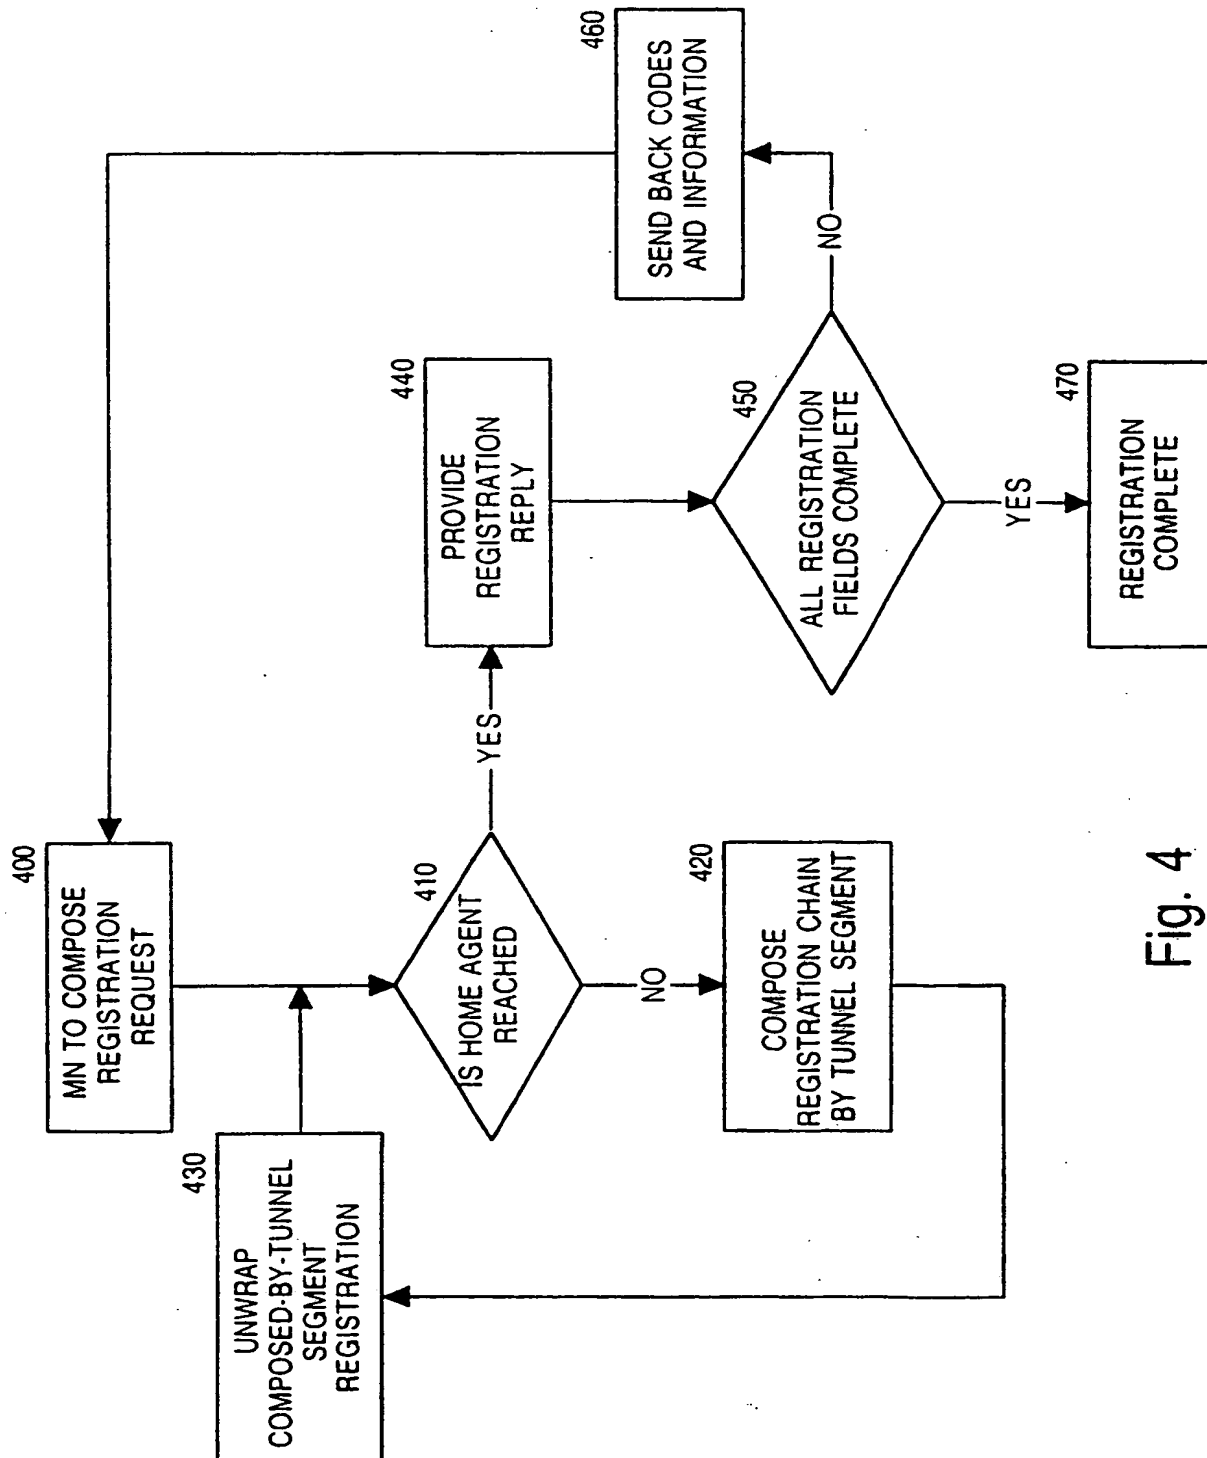 400
MN TO COMPOSE
REGISTRATION
REQUEST
430
UNWRAP
COMPOSED-BY-TUNNEL
SEGMENT
REGISTRATION
410
IS HOME AGENT
REACHED
YES
NO
420
COMPOSE
REGISTRATION CHAIN
BY TUNNEL SEGMENT
440
PROVIDE
REGISTRATION
REPLY
450
ALL REGISTRATION
FIELDS COMPLETE
NO
YES
460
SEND BACK CODES
AND INFORMATION
470
REGISTRATION
COMPLETE
Fig. 4